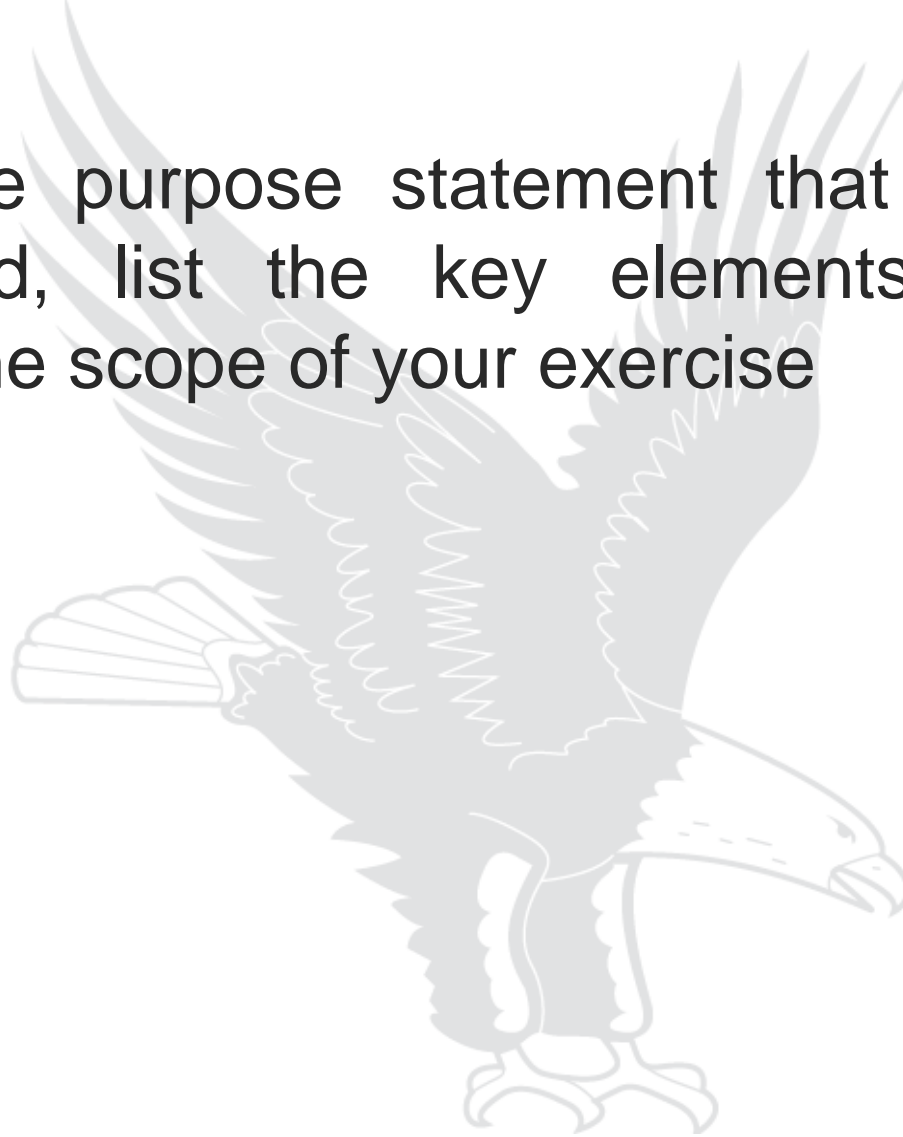 e purpose statement that
d, list the key elements
e scope of your exercise